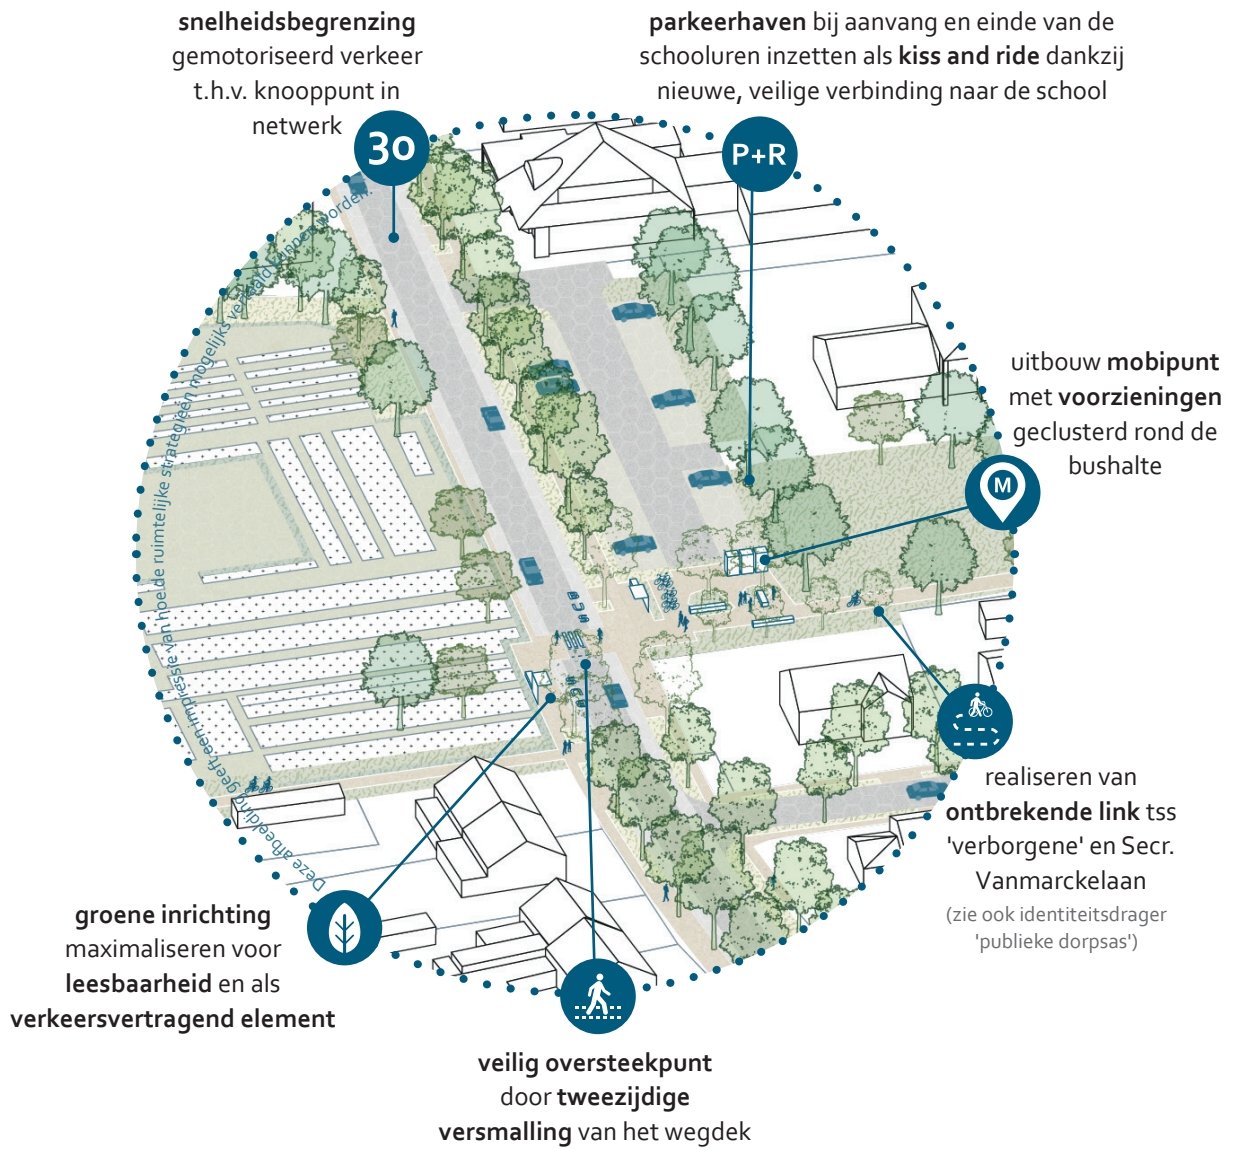 snelheidsbegrenzing
gemotoriseerd verkeer
t.h.v. knooppunt in
netwerk
30
parkeerhaven bij aanvang en einde van de
schooluren inzetten als kiss and ride dankzij
nieuwe, veilige verbinding naar de school
P+R
uitbouw mobipunt
met voorzieningen
geclusterd rond de
bushalte
M
realiseren van
ontbrekende link tss
'verborgene' en Secr.
Vanmarckelaan
(zie ook identiteitsdrager
'publieke dorpsas')
groene inrichting
maximaliseren voor
leesbaarheid en als
verkeersvertragend element
veilig oversteekpunt
door tweezijdige
versmalling van het wegdek
Deze afbeelding geeft een impressie van hoe de ruimtelijke strategieën mogelijks vertaald kunnen worden.
BUS
BUS